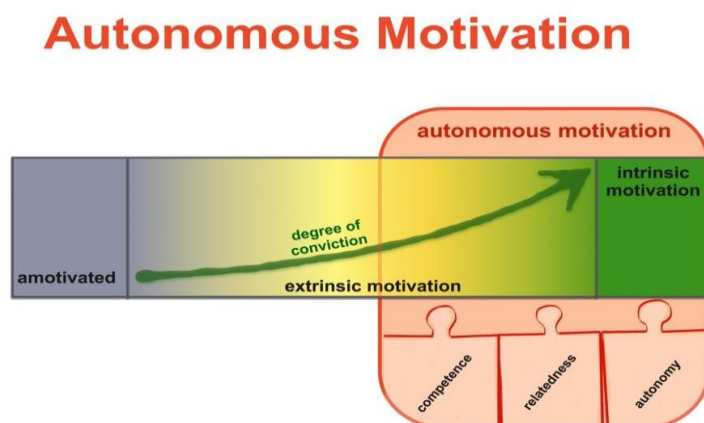 Autonomous Motivation
autonomous motivation
intrinsic
motivation
degree of
conviction
amotivated
extrinsic motivation
competence
relatedness
autonomy